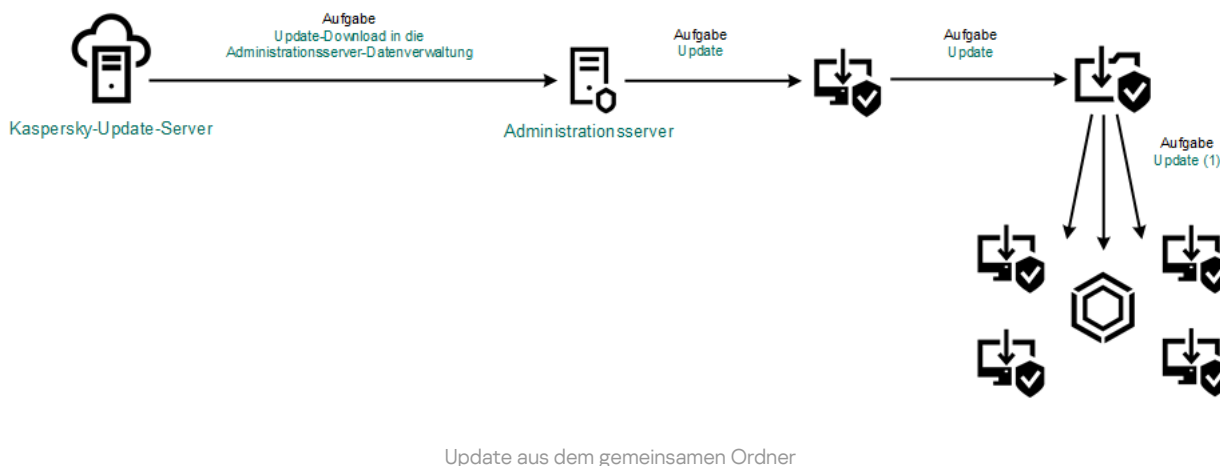 Aufgabe
Update-Download in die
Administrationsserver-Datenverwaltung
Aufgabe
Update
Aufgabe
Update
Kaspersky-Update-Server
Administrationsserver
Aufgabe
Update (1)
Update aus dem gemeinsamen Ordner